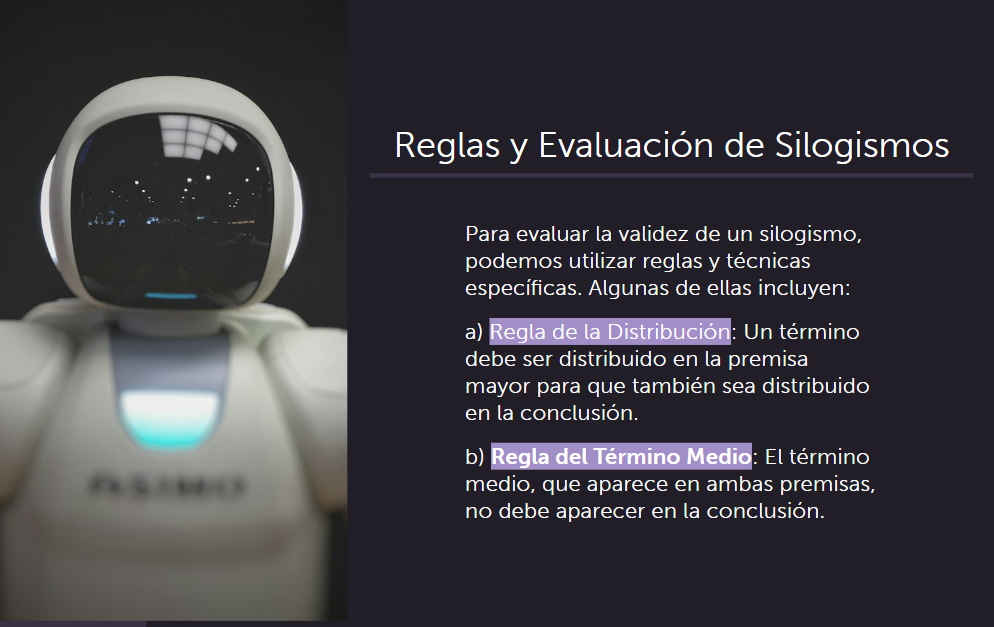 Reglas y Evaluación de Silogismos
Para evaluar la validez de un silogismo,
podemos utilizar reglas y técnicas
específicas. Algunas de ellas incluyen:
a) Regla de la Distribución: Un término
debe ser distribuido en la premisa
mayor para que también sea distribuido
en la conclusión.
b) Regla del Término Medio: El término
medio, que aparece en ambas premisas,
no debe aparecer en la conclusión.
ASIMO